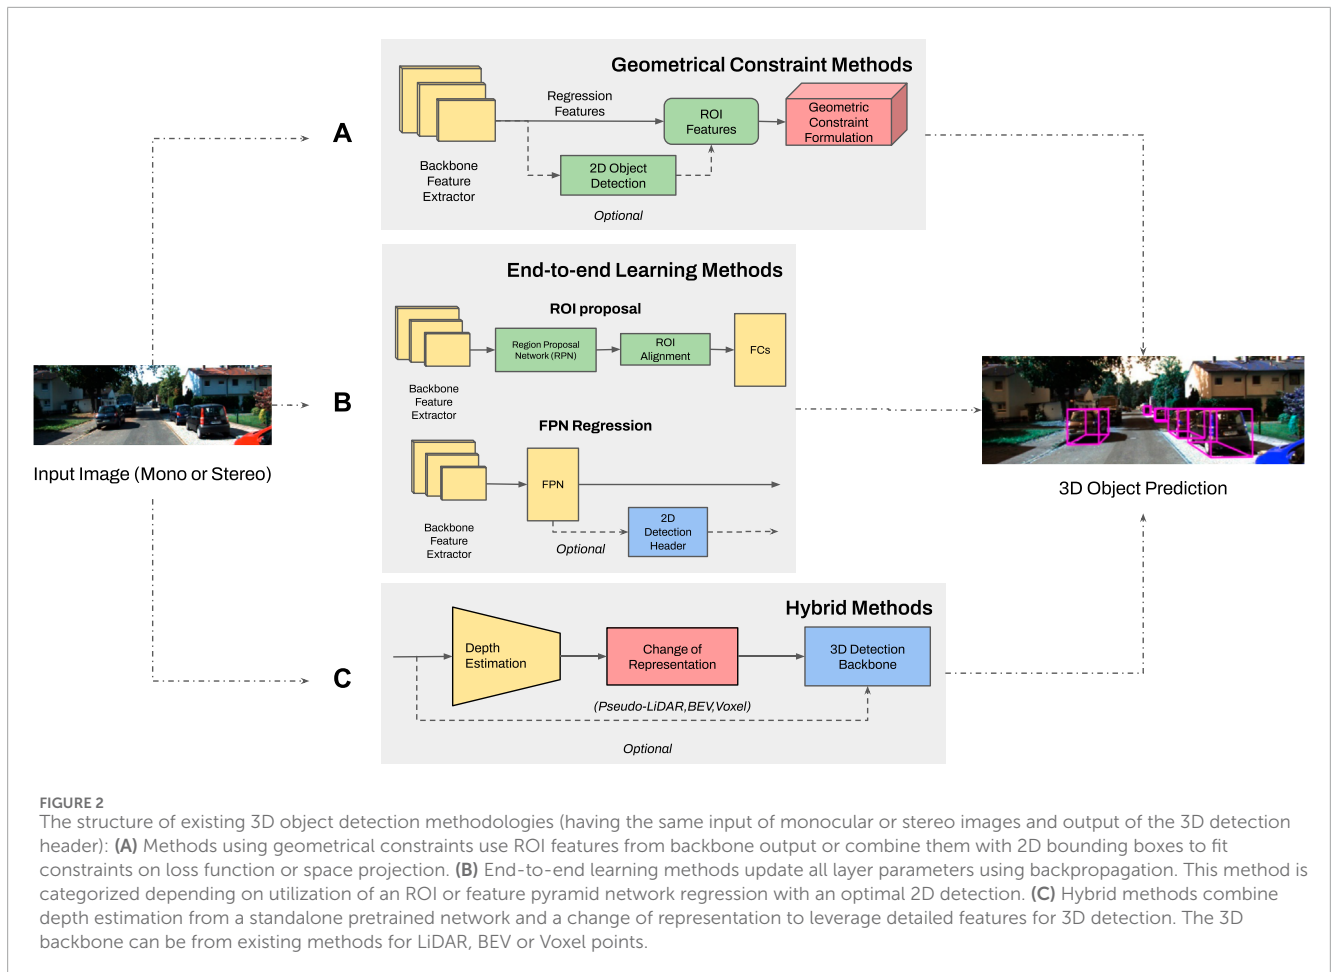 Geometrical Constraint Methods
A
Regression
Features
ROI
Features
Geometric
Constraint
Formulation
Backbone
Feature
Extractor
2D Object
Detection
Optional
End-to-end Learning Methods
ROI proposal
Region Proposal
Network (RPN)
ROI
Alignment
FCs
Backbone
Feature
Extractor
B
FPN Regression
FPN
Backbone
Feature
Extractor
Optional
2D
Detection
Header
Input Image (Mono or Stereo)
3D Object Prediction
Hybrid Methods
C
Depth
Estimation
Change of
Representation
3D Detection
Backbone
(Pseudo-LiDAR,BEV,Voxel)
Optional
FIGURE 2
The structure of existing 3D object detection methodologies (having the same input of monocular or stereo images and output of the 3D detection
header): (A) Methods using geometrical constraints use ROI features from backbone output or combine them with 2D bounding boxes to fit
constraints on loss function or space projection. (B) End-to-end learning methods update all layer parameters using backpropagation. This method is
categorized depending on utilization of an ROI or feature pyramid network regression with an optimal 2D detection. (C) Hybrid methods combine
depth estimation from a standalone pretrained network and a change of representation to leverage detailed features for 3D detection. The 3D
backbone can be from existing methods for LiDAR, BEV or Voxel points.